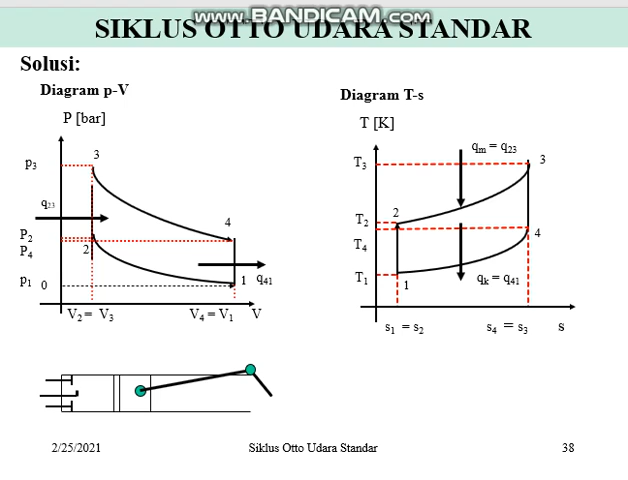 www.BANDICAM.com
SIKLUS OTTO UDARA STANDAR
Solusi:
Diagram p-V
P [bar]
p3
3
q23
4
P2
P4
2
p1
0
1
q41
V2 = V3
V4 = V1
V
Diagram T-s
T [K]
qm = q23
T3
3
T2
2
T4
4
T1
1
qk = q41
s1 = s2
s4 = s3
s
2/25/2021
Siklus Otto Udara Standar
38